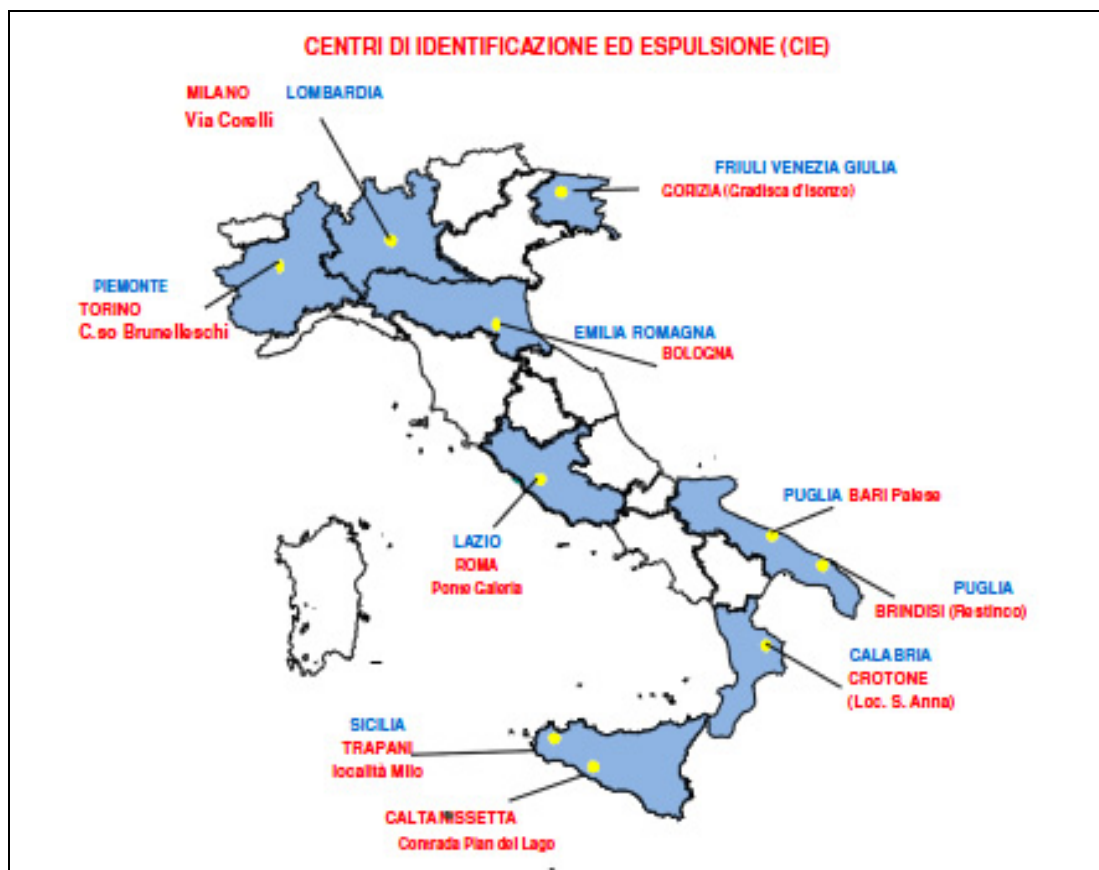 CENTRI DI IDENTIFICAZIONE ED ESPULSIONE (CIE)
MILANO LOMBARDIA
Via Corelli
FRIULI VENEZIA GIULIA
GORIZIA (Gradisca d'Isonzo)
PIEMONTE
TORINO
C.so Brunelleschi
EMILIA ROMAGNA
BOLOGNA
PUGLIA BARI Palese
LAZIO
ROMA
Ponte Galeria
PUGLIA
BRINDISI (Restinco)
CALABRIA
CROTONE
(Loc. S. Anna)
SICILIA
TRAPANI
località Milo
CALTANISSETTA
Contrada Pian del Lago